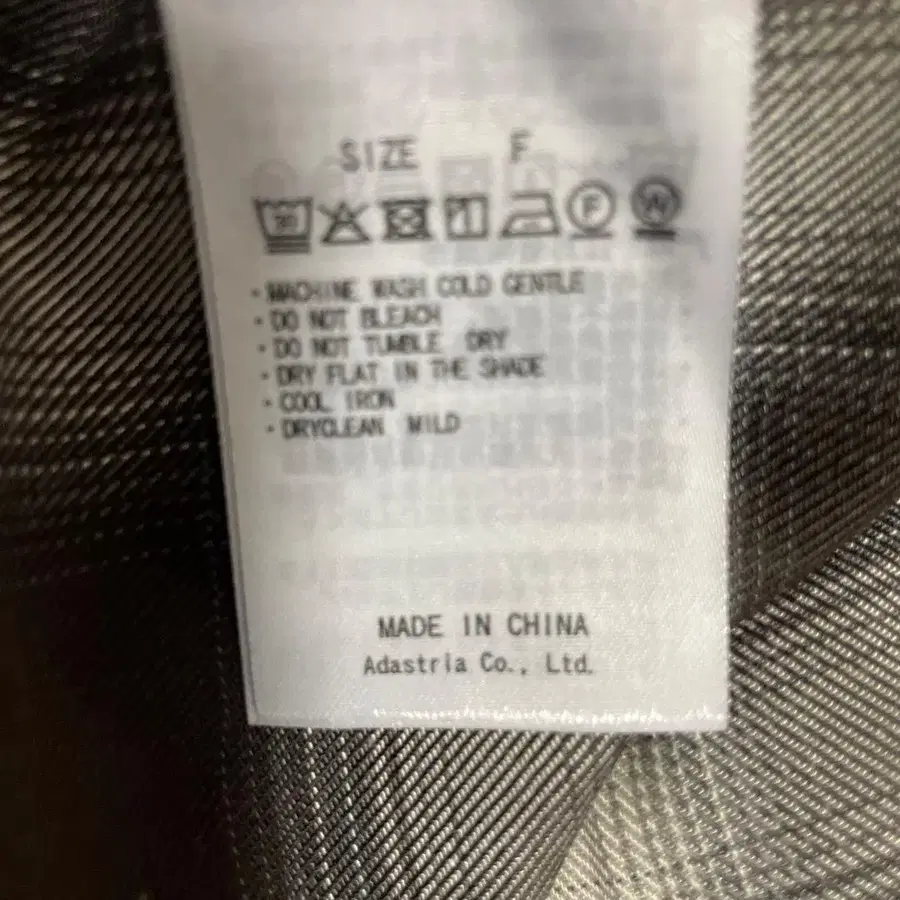 SIZE F
30 F W
・MACHINE WASH COLD GENTLE
・DO NOT BLEACH
・DO NOT TUMBLE DRY
・DRY FLAT IN THE SHADE
・COOL IRON
・DRYCLEAN MILD
MADE IN CHINA
Adastria Co., Ltd.